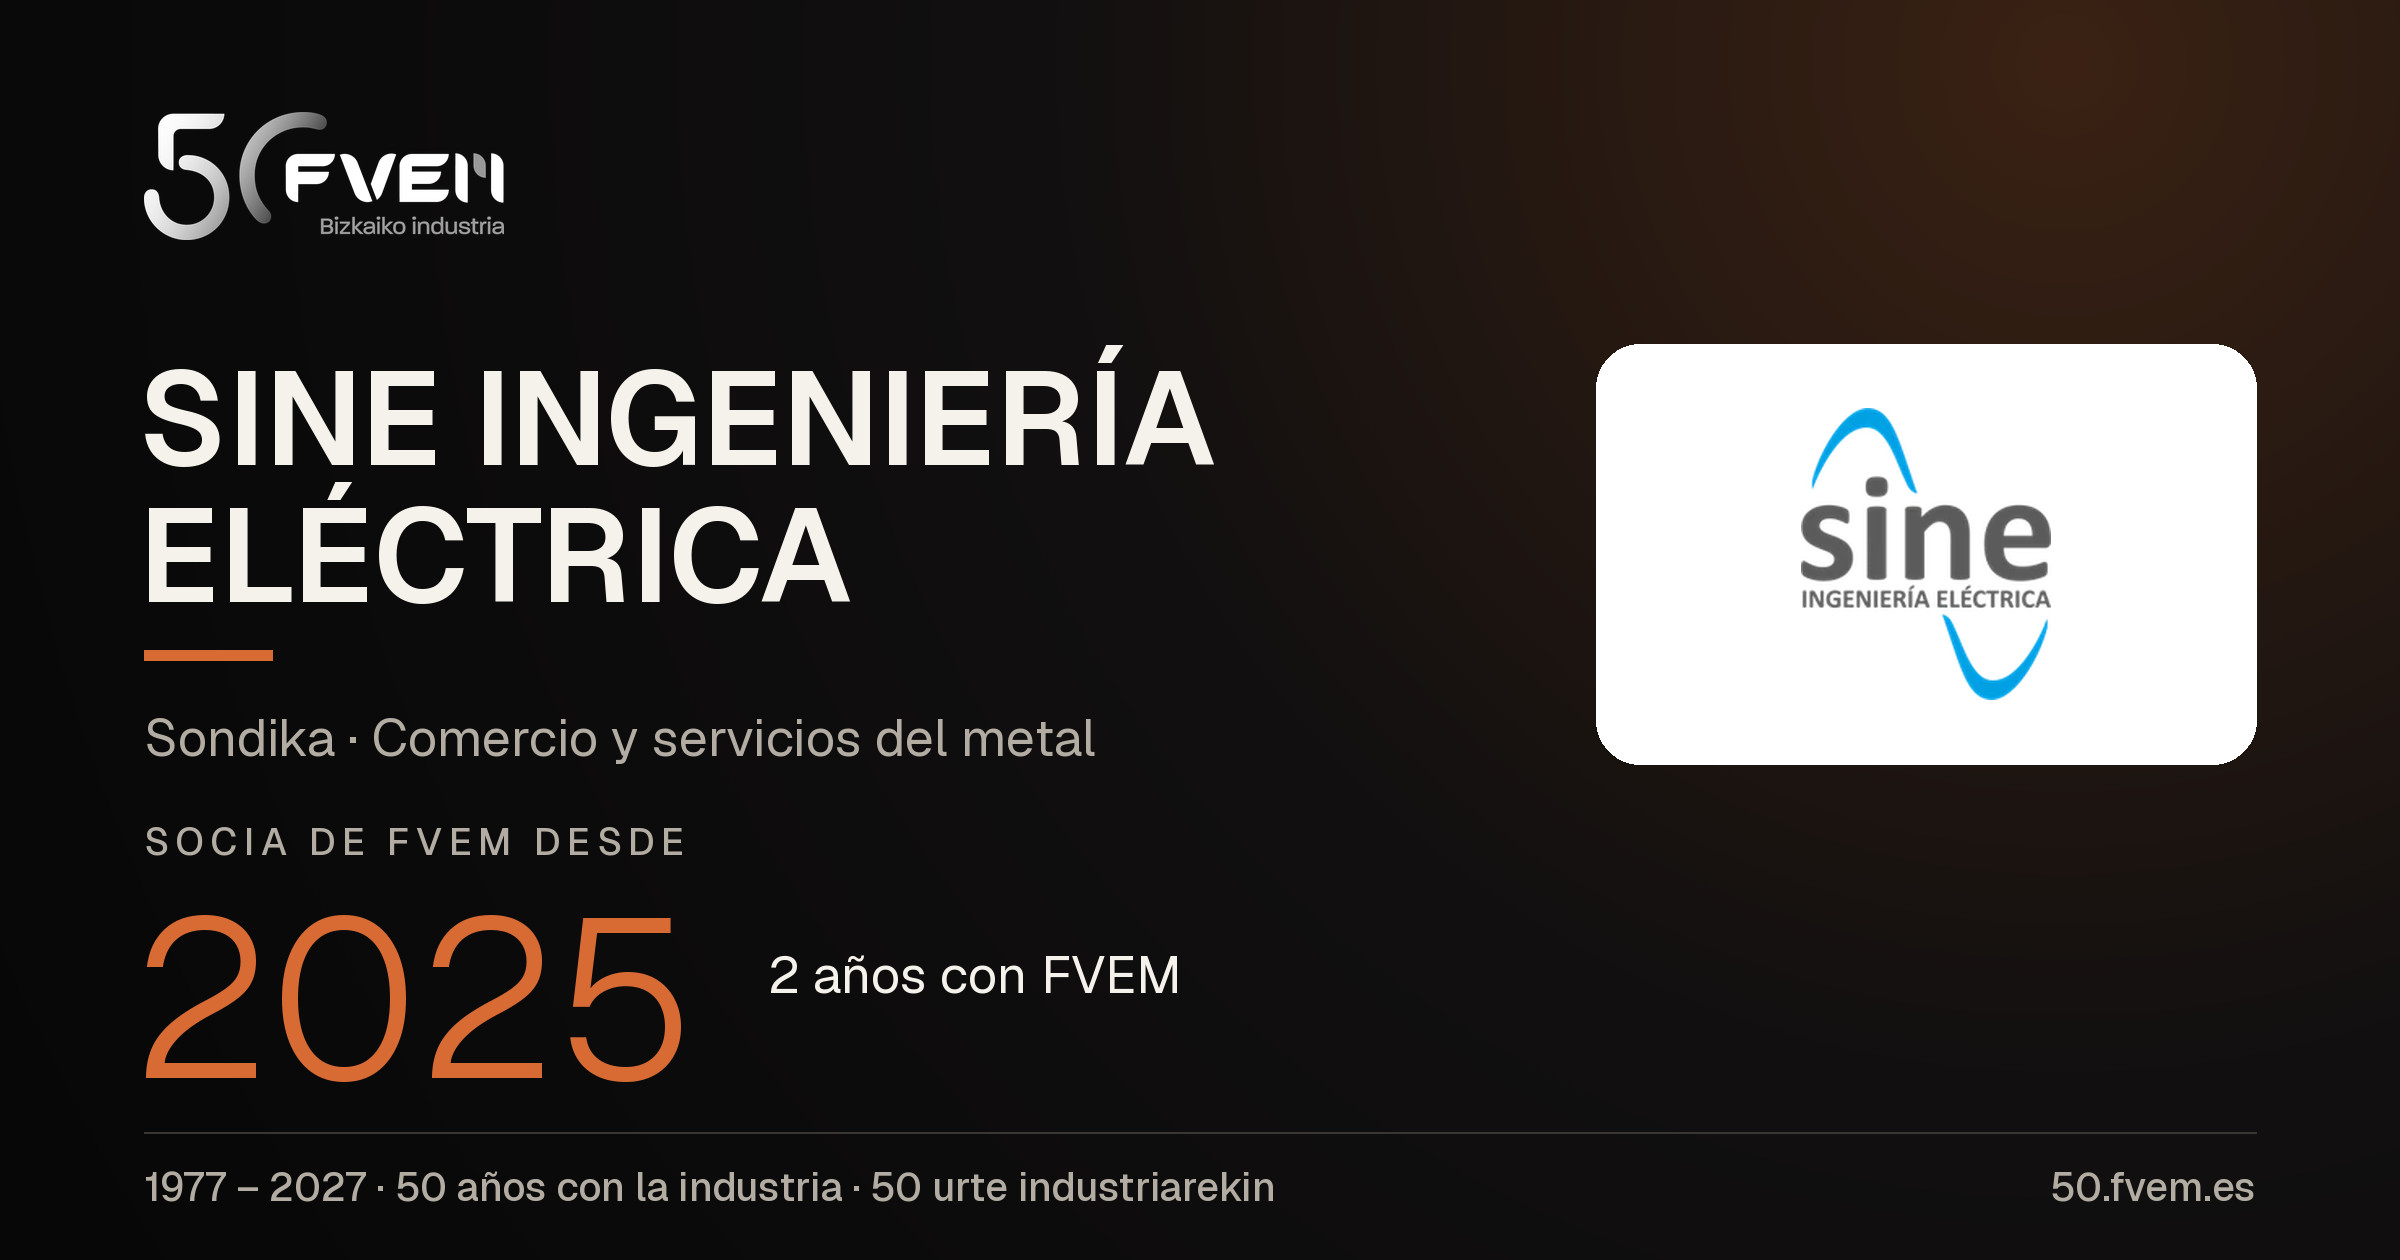 50 FVEM
Bizkaiko industria
SINE INGENIERÍA
ELÉCTRICA
sine
INGENIERÍA ELÉCTRICA
Sondika · Comercio y servicios del metal
SOCIA DE FVEM DESDE
2025
2 años con FVEM
1977 – 2027 · 50 años con la industria · 50 urte industriarekin
50.fvem.es